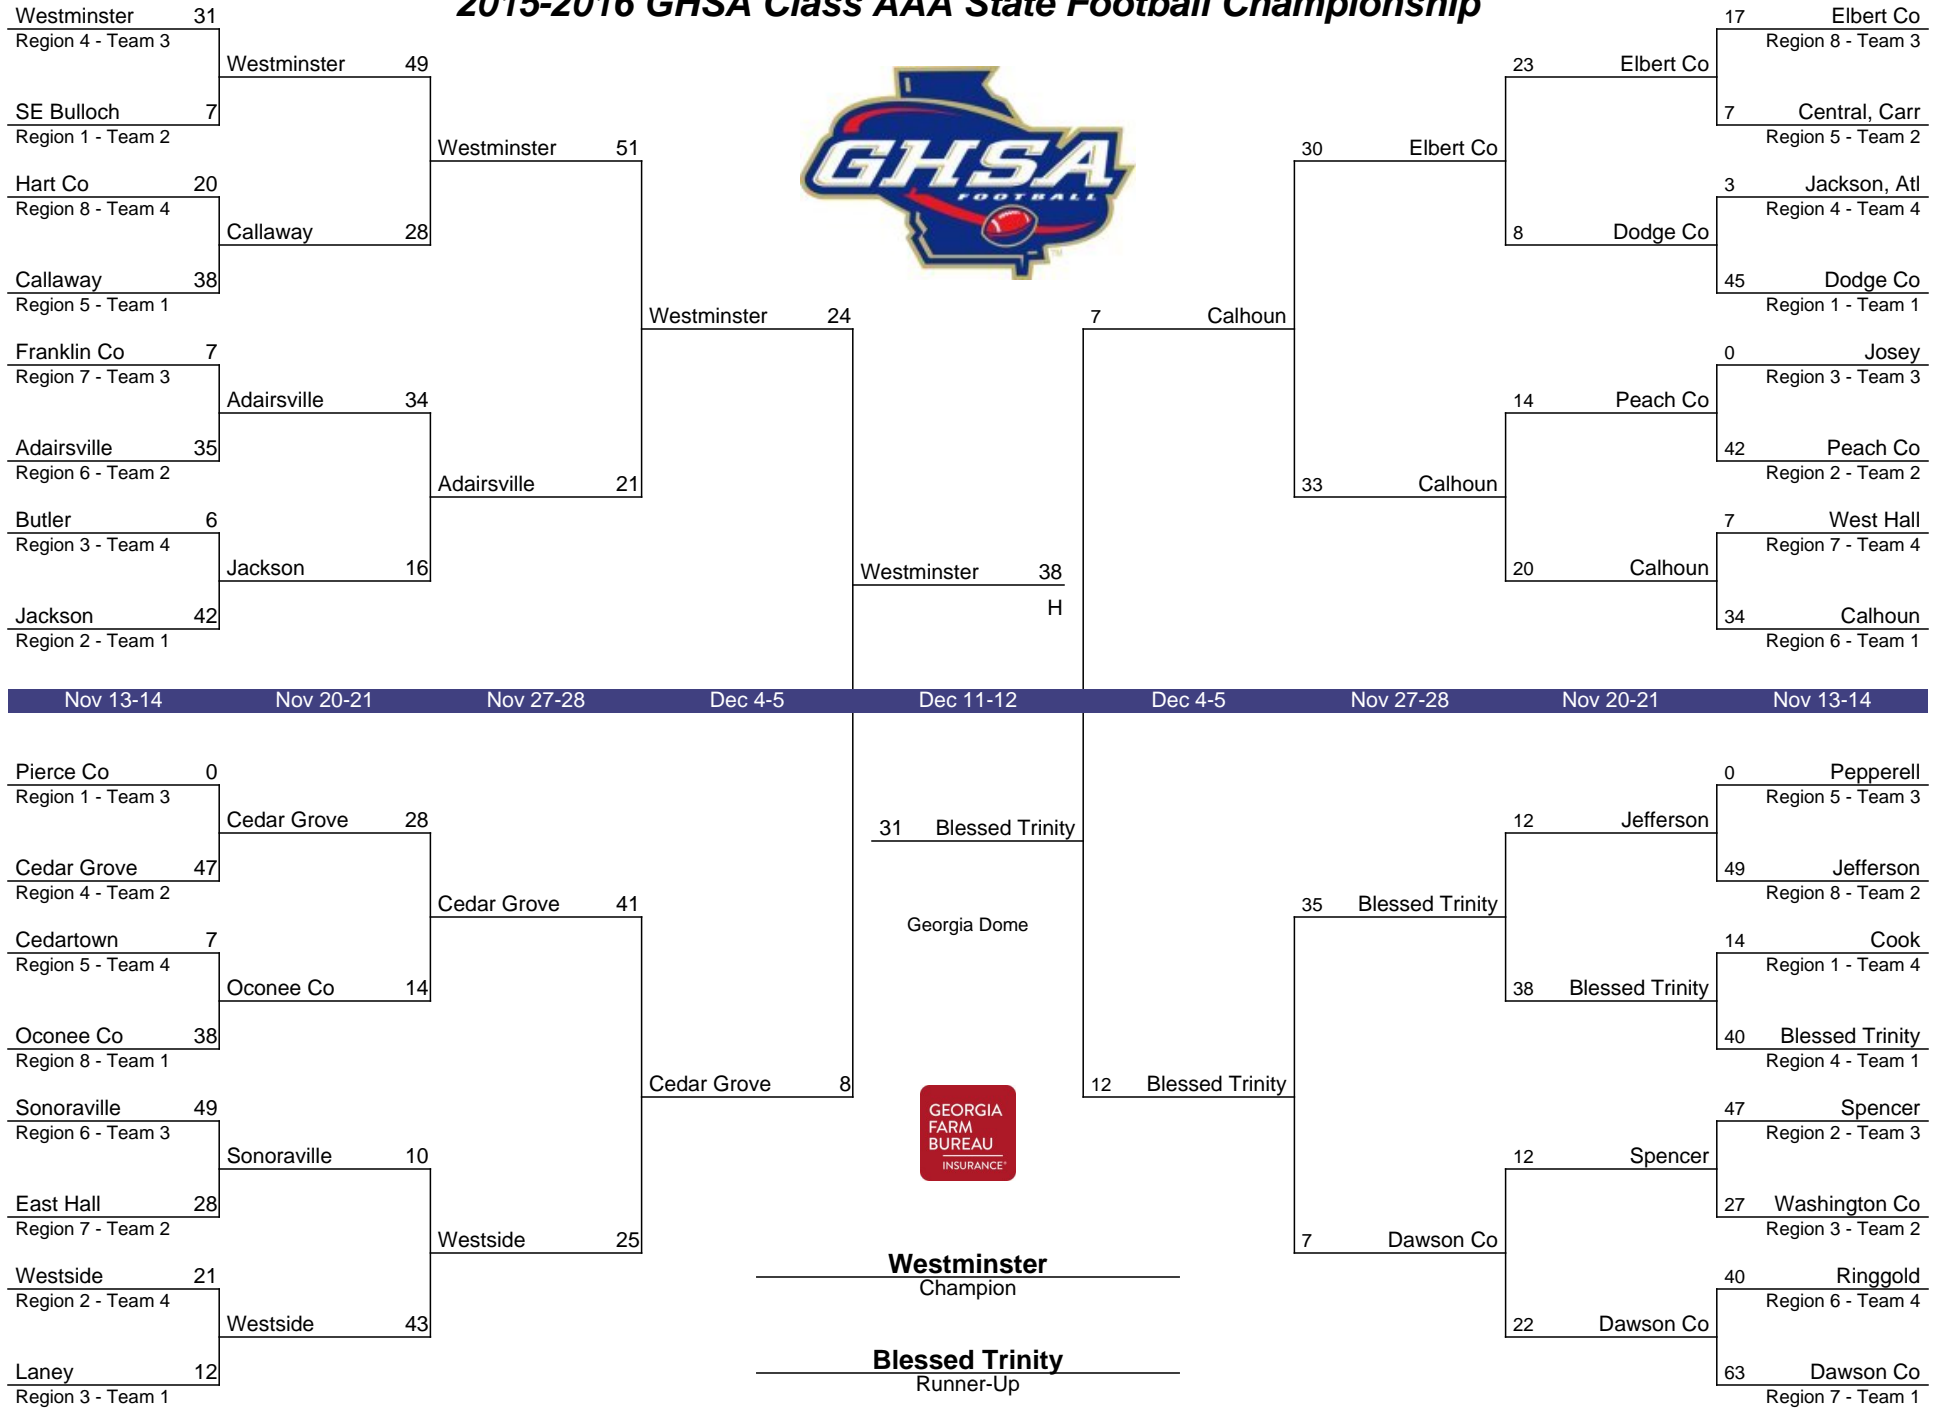 2015-2016 GHSA Class AAA State Football Championship
Westminster 31
Region 4 - Team 3
SE Bulloch 7
Region 1 - Team 2
Hart Co 20
Region 8 - Team 4
Callaway 38
Region 5 - Team 1
Franklin Co 7
Region 7 - Team 3
Adairsville 35
Region 6 - Team 2
Butler 6
Region 3 - Team 4
Jackson 42
Region 2 - Team 1
Westminster 49
Callaway 28
Adairsville 34
Jackson 16
Westminster 51
Adairsville 21
Westminster 24
Westminster 38
H
GHSA
FOOTBALL
TM
7 Calhoun
30 Elbert Co
33 Calhoun
23 Elbert Co
8 Dodge Co
14 Peach Co
20 Calhoun
17 Elbert Co
Region 8 - Team 3
7 Central, Carr
Region 5 - Team 2
3 Jackson, Atl
Region 4 - Team 4
45 Dodge Co
Region 1 - Team 1
0 Josey
Region 3 - Team 3
42 Peach Co
Region 2 - Team 2
7 West Hall
Region 7 - Team 4
34 Calhoun
Region 6 - Team 1
Nov 13-14 Nov 20-21 Nov 27-28 Dec 4-5 Dec 11-12 Dec 4-5 Nov 27-28 Nov 20-21 Nov 13-14
Pierce Co 0
Region 1 - Team 3
Cedar Grove 47
Region 4 - Team 2
Cedartown 7
Region 5 - Team 4
Oconee Co 38
Region 8 - Team 1
Sonoraville 49
Region 6 - Team 3
East Hall 28
Region 7 - Team 2
Westside 21
Region 2 - Team 4
Laney 12
Region 3 - Team 1
Cedar Grove 28
Oconee Co 14
Sonoraville 10
Westside 43
Cedar Grove 41
Westside 25
Cedar Grove 8
31 Blessed Trinity
Georgia Dome
GEORGIA
FARM
BUREAU
INSURANCE
Westminster
Champion
Blessed Trinity
Runner-Up
12 Blessed Trinity
35 Blessed Trinity
7 Dawson Co
12 Jefferson
38 Blessed Trinity
12 Spencer
22 Dawson Co
0 Pepperell
Region 5 - Team 3
49 Jefferson
Region 8 - Team 2
14 Cook
Region 1 - Team 4
40 Blessed Trinity
Region 4 - Team 1
47 Spencer
Region 2 - Team 3
27 Washington Co
Region 3 - Team 2
40 Ringgold
Region 6 - Team 4
63 Dawson Co
Region 7 - Team 1